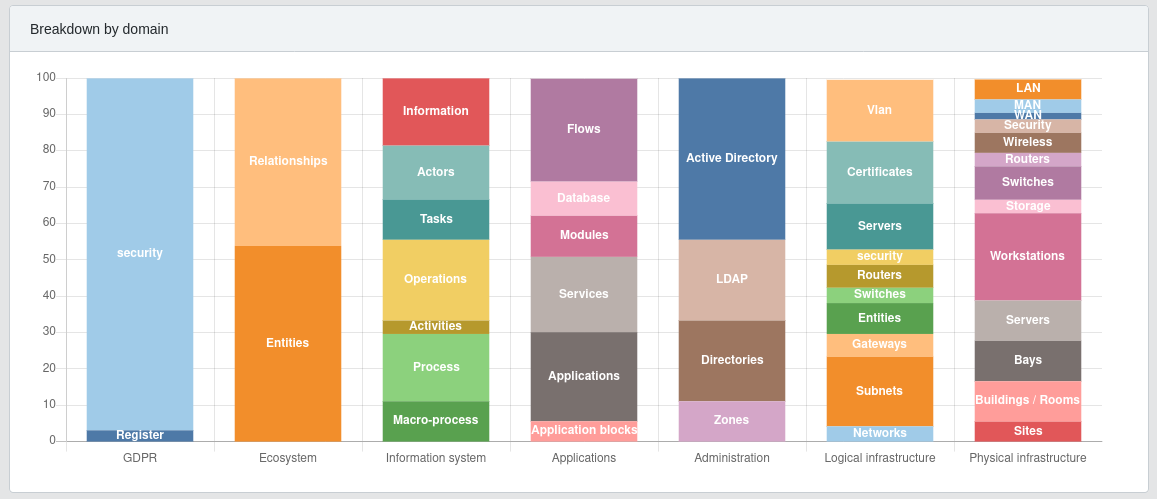 Breakdown by domain
100
90
80
70
60
50
40
30
20
10
0
security
Register
GDPR
Relationships
Entities
Ecosystem
Information
Actors
Tasks
Operations
Activities
Process
Macro-process
Information system
Flows
Database
Modules
Services
Applications
Application blocks
Applications
Active Directory
LDAP
Directories
Zones
Administration
Vlan
Certificates
Servers
security
Routers
Switches
Entities
Gateways
Subnets
Networks
Logical infrastructure
LAN
MAN
WAN
Security
Wireless
Routers
Switches
Storage
Workstations
Servers
Bays
Buildings / Rooms
Sites
Physical infrastructure